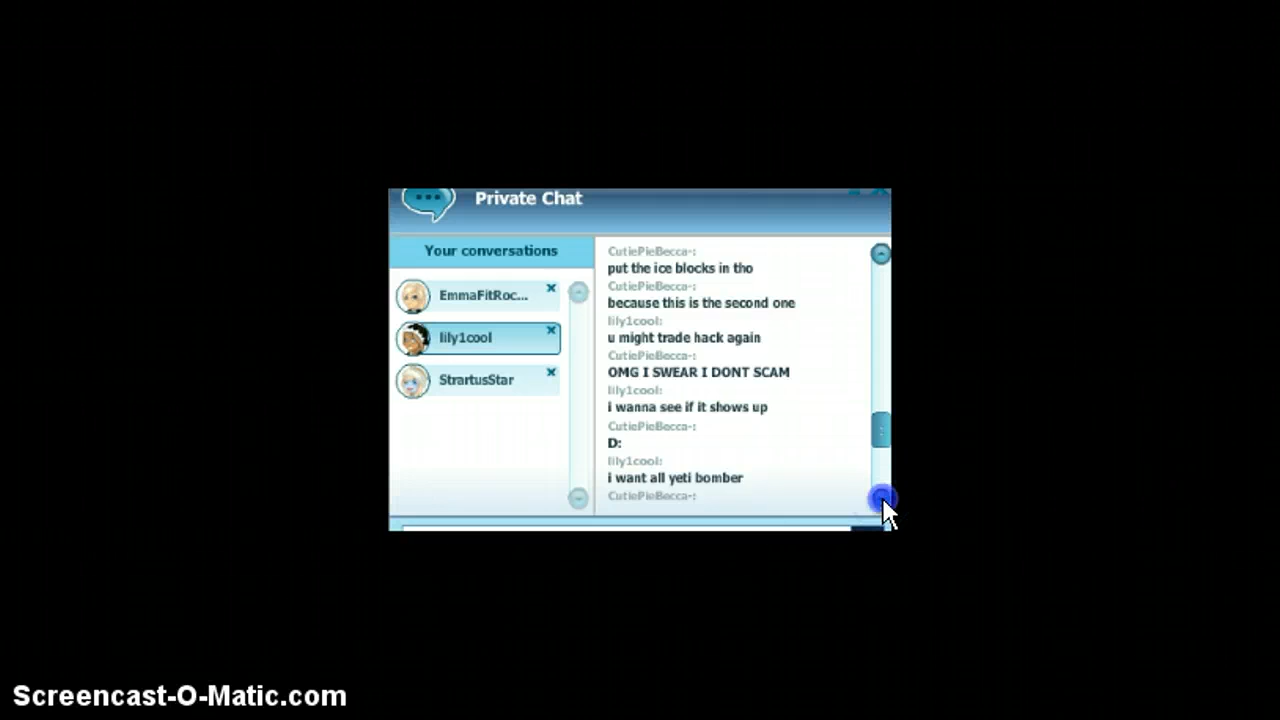 Private Chat
Your conversations
EmmaFitRoc...
lily1cool
StrartusStar
CutiePieBecca-:
put the ice blocks in tho
CutiePieBecca-:
because this is the second one
lily1cool:
u might trade hack again
CutiePieBecca-:
OMG I SWEAR I DONT SCAM
lily1cool:
i wanna see if it shows up
CutiePieBecca-:
D:
lily1cool:
i want all yeti bomber
CutiePieBecca-:
Screencast-O-Matic.com